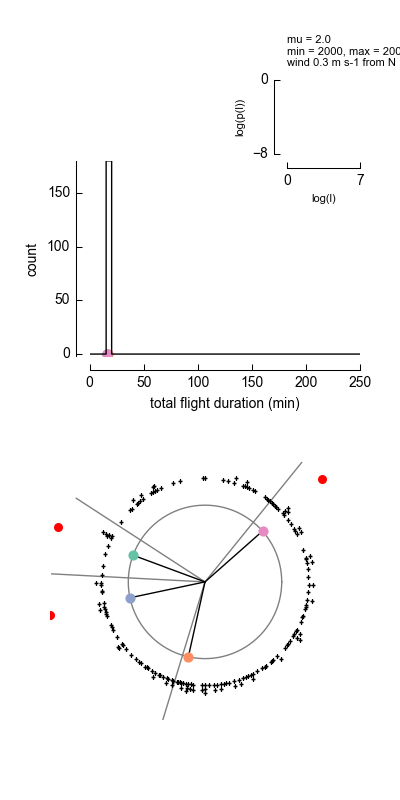 mu = 2.0
min = 2000, max = 200
wind 0.3 m s-1 from N
0
log(p(l))
−8
0
7
log(l)
150
100
50
0
count
0
50
100
150
200
250
total flight duration (min)